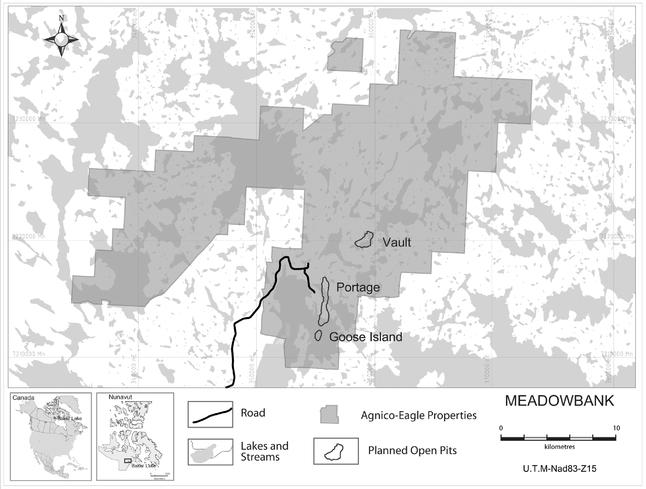 N
Vault
Portage
Goose Island
Canada
Nunavut
Baker Lake
Road
Lakes and
Streams
Agnico-Eagle Properties
Planned Open Pits
MEADOWBANK
0 10
kilometres
U.T.M-Nad83-Z15